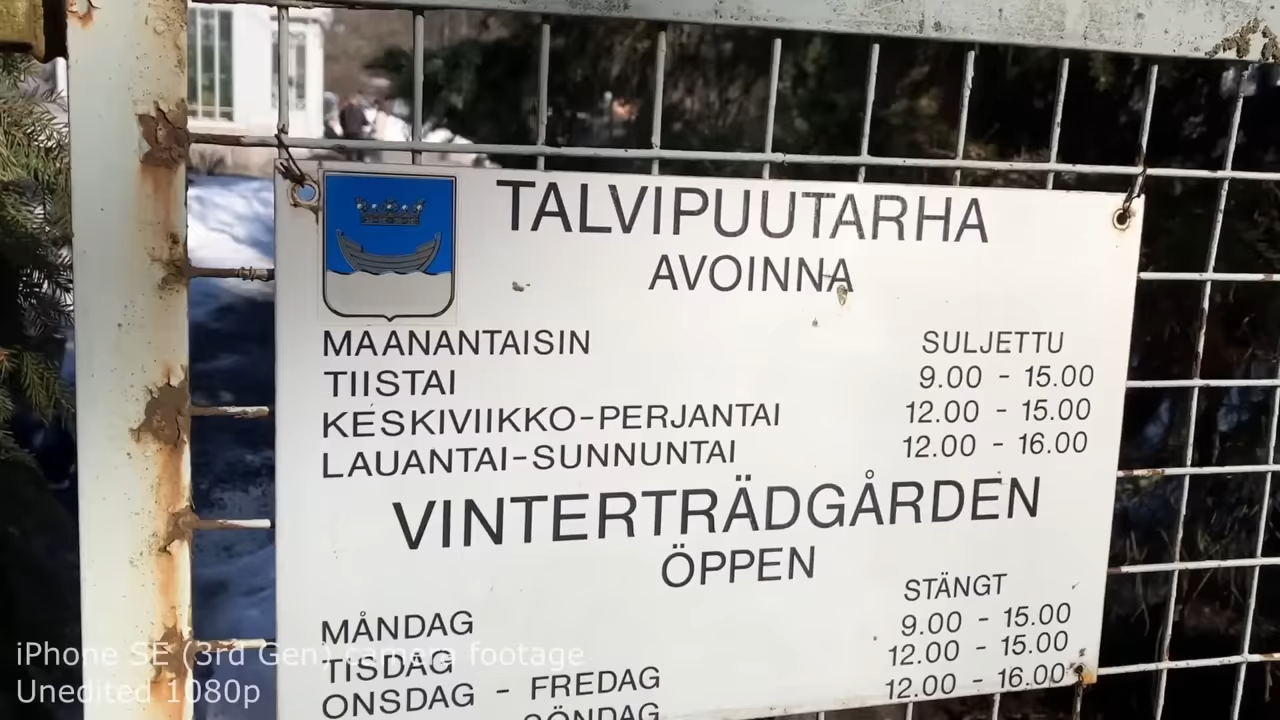 TALVIPUUTARHA
AVOINNA
MAANANTAISIN SULJETTU
TIISTAI 9.00 - 15.00
KESKIVIIKKO-PERJANTAI 12.00 - 15.00
LAUANTAI-SUNNUNTAI 12.00 - 16.00
VINTERTRÄDGÅRDEN
ÖPPEN
MÅNDAG STÄNGT
TISDAG 9.00 - 15.00
ONSDAG - FREDAG 12.00 - 15.00
SÖNDAG 12.00 - 16.00
iPhone SE (3rd Gen) camera footage
Unedited 1080p